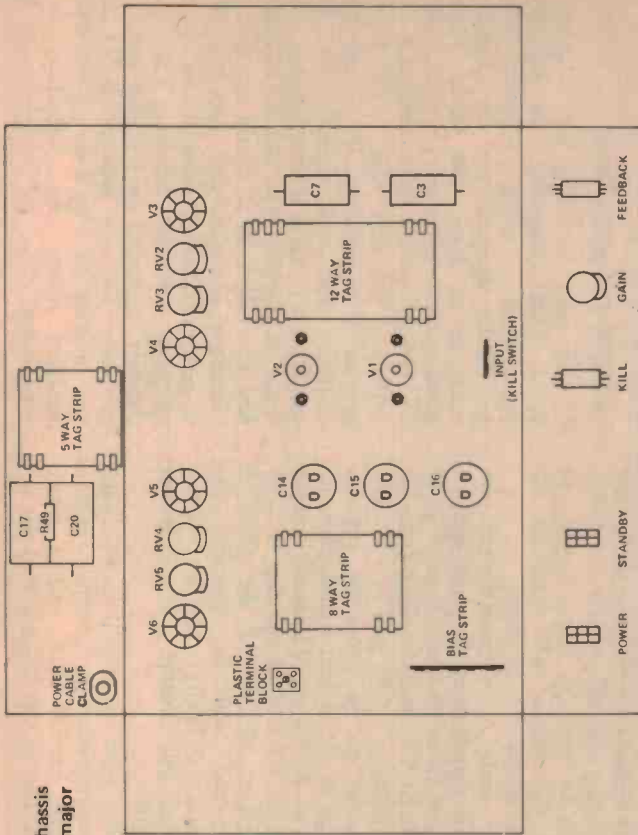 hassis
major
POWER
CABLE
CLAMP
C17
R49
C20
5 WAY
TAG STRIP
V6
RV5
RV4
V5
V4
RV3
RV2
V3
PLASTIC
TERMINAL
BLOCK
8 WAY
TAG STRIP
C14
C15
C16
V2
V1
12 WAY
TAG STRIP
C7
C3
BIAS
TAG STRIP
INPUT
(KILL SWITCH)
POWER
STANDBY
KILL
GAIN
FEEDBACK